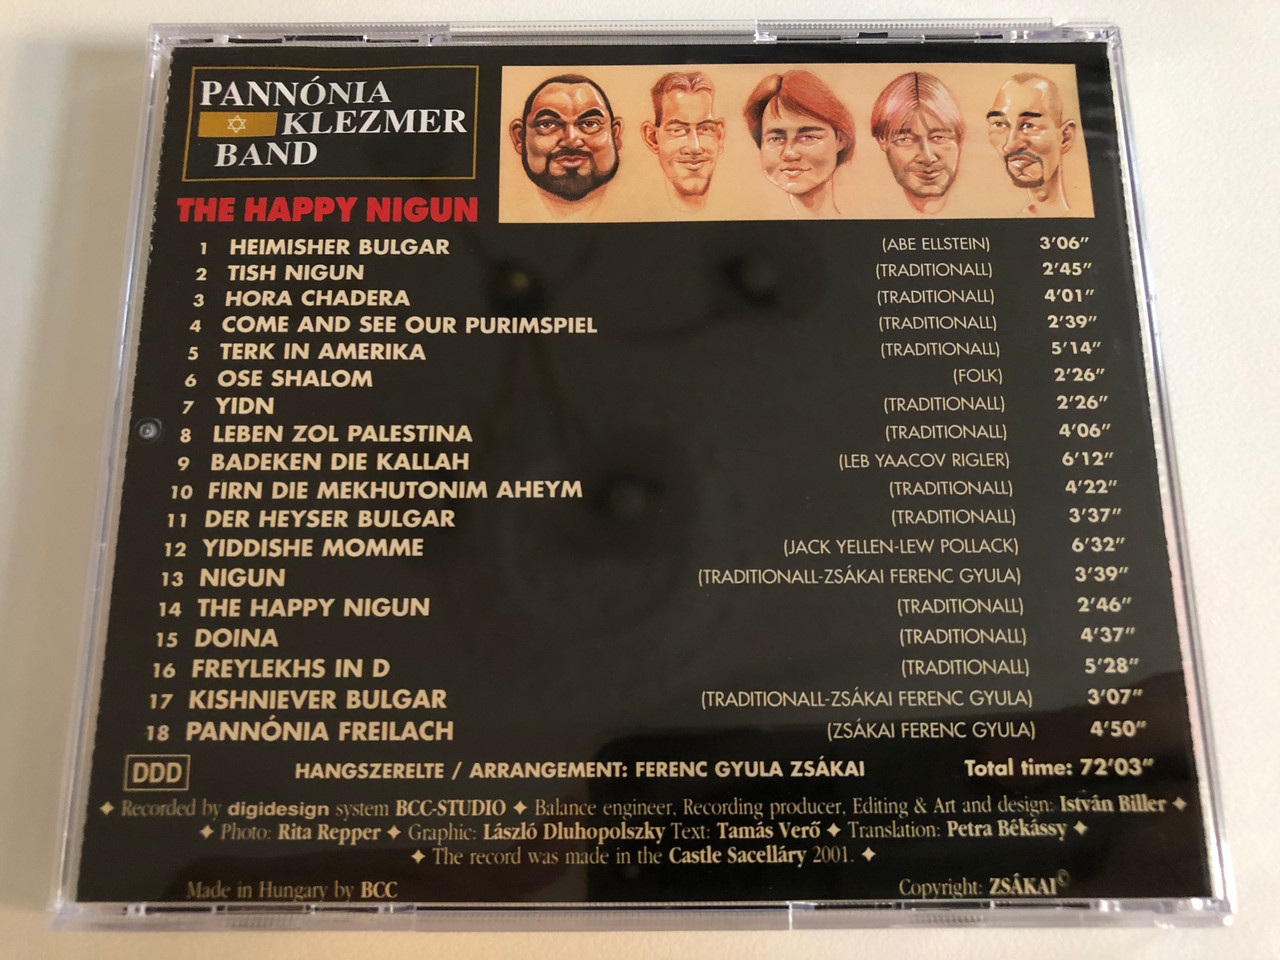 PANNÓNIA
KLEZMER
BAND
THE HAPPY NIGUN
1 HEIMISHER BULGAR (ABE ELLSTEIN) 3'06"
2 TISH NIGUN (TRADITIONALL) 2'45"
3 HORA CHADERA (TRADITIONALL) 4'01"
4 COME AND SEE OUR PURIMSPIEL (TRADITIONALL) 2'39"
5 TERK IN AMERIKA (TRADITIONALL) 5'14"
6 OSE SHALOM (FOLK) 2'26"
7 YIDN (TRADITIONALL) 2'26"
8 LEBEN ZOL PALESTINA (TRADITIONALL) 4'06"
9 BADEKEN DIE KALLAH (LEB YAACOV RIGLER) 6'12"
10 FIRN DIE MEKHUTONIM AHEYM (TRADITIONALL) 4'22"
11 DER HEYSER BULGAR (TRADITIONALL) 3'37"
12 YIDDISHE MOMME (JACK YELLEN-LEW POLLACK) 6'32"
13 NIGUN (TRADITIONALL-ZSÁKAI FERENC GYULA) 3'39"
14 THE HAPPY NIGUN (TRADITIONALL) 2'46"
15 DOINA (TRADITIONALL) 4'37"
16 FREYLEKHS IN D (TRADITIONALL) 5'28"
17 KISHNIEVER BULGAR (TRADITIONALL-ZSÁKAI FERENC GYULA) 3'07"
18 PANNÓNIA FREILACH (ZSÁKAI FERENC GYULA) 4'50"
DDD HANGSZERELTE / ARRANGEMENT: FERENC GYULA ZSÁKAI Total time: 72'03"
✦ Recorded by digidesign system BCC-STUDIO ✦ Balance engineer, Recording producer, Editing & Art and design: István Biller ✦
✦ Photo: Rita Repper ✦ Graphic: László Dluhopolszky Text: Tamás Verő ✦ Translation: Petra Békássy ✦
✦ The record was made in the Castle Sacelláry 2001. ✦
Made in Hungary by BCC Copyright: ZSÁKAI©